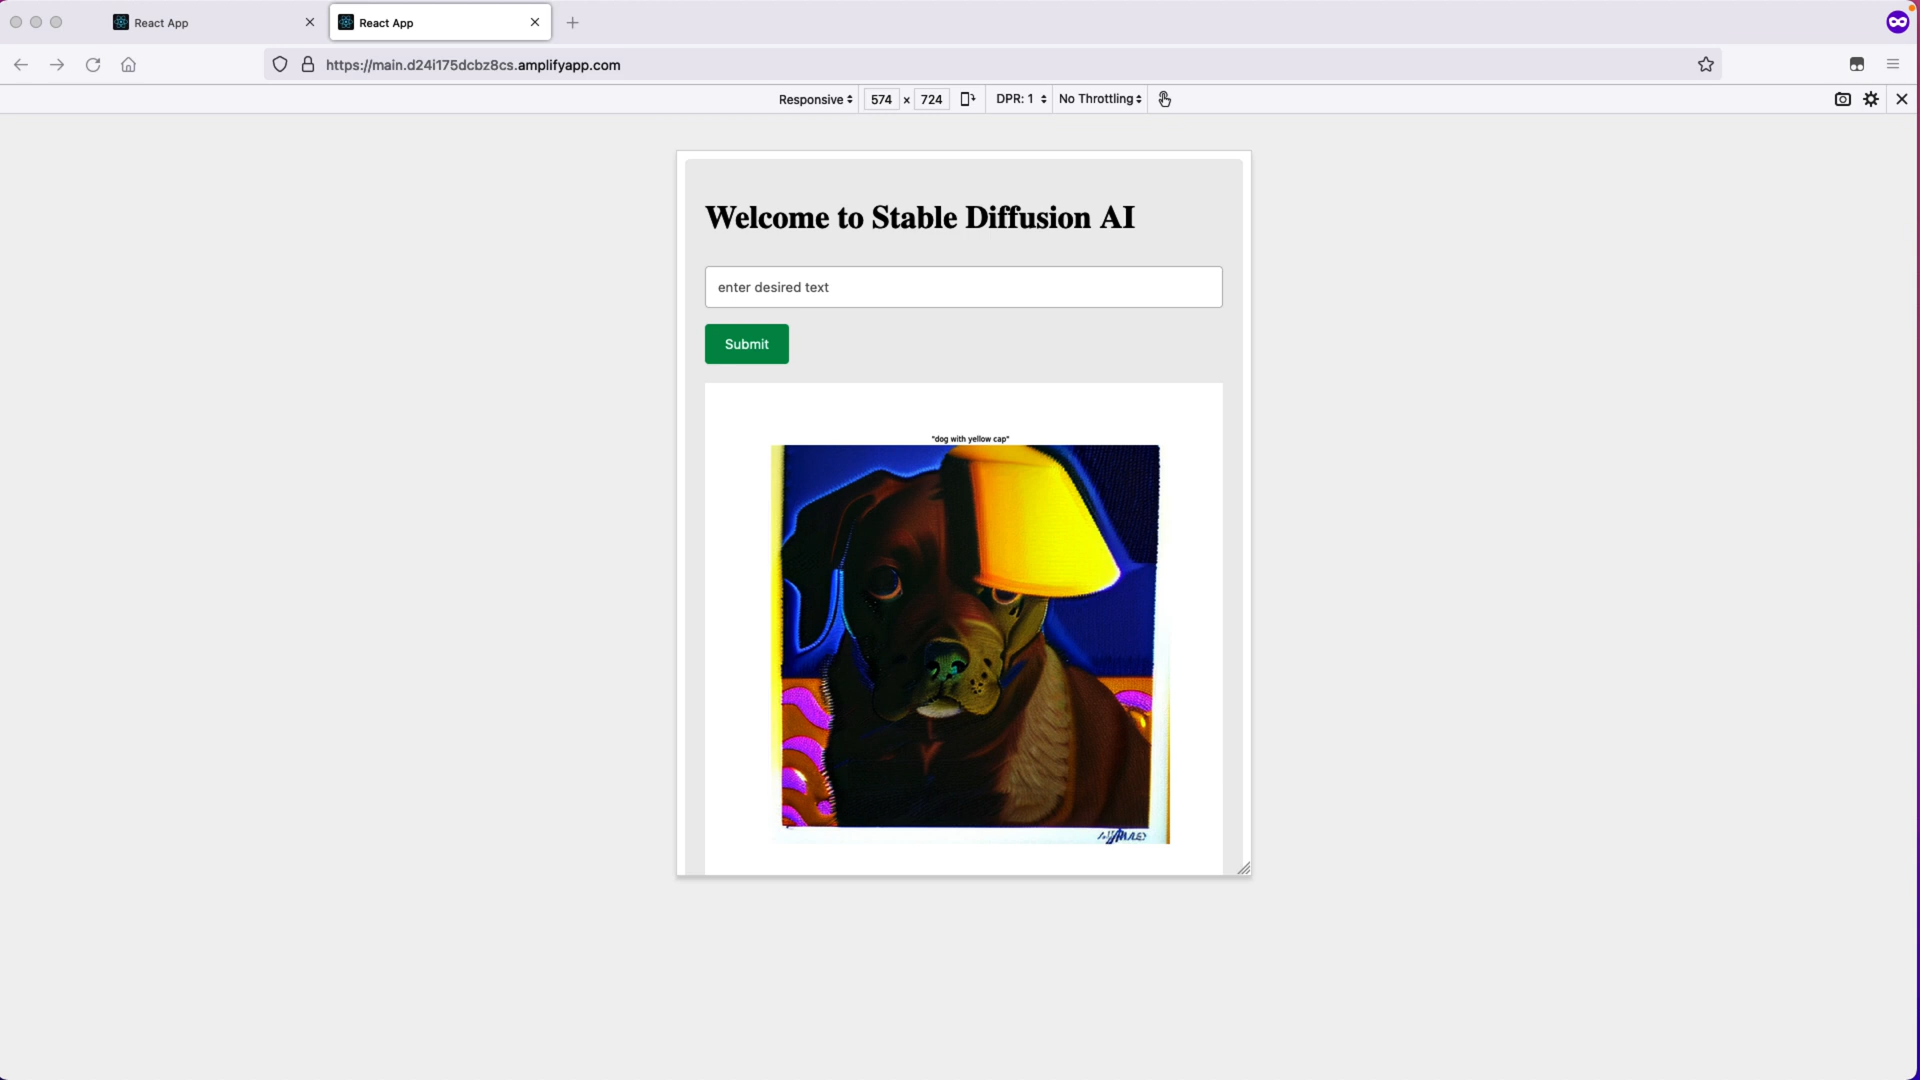 React App
React App
https://main.d24i175dcbz8cs.amplifyapp.com
Responsive 574 x 724 DPR: 1 No Throttling
Welcome to Stable Diffusion AI
enter desired text
Submit
"dog with yellow cap"